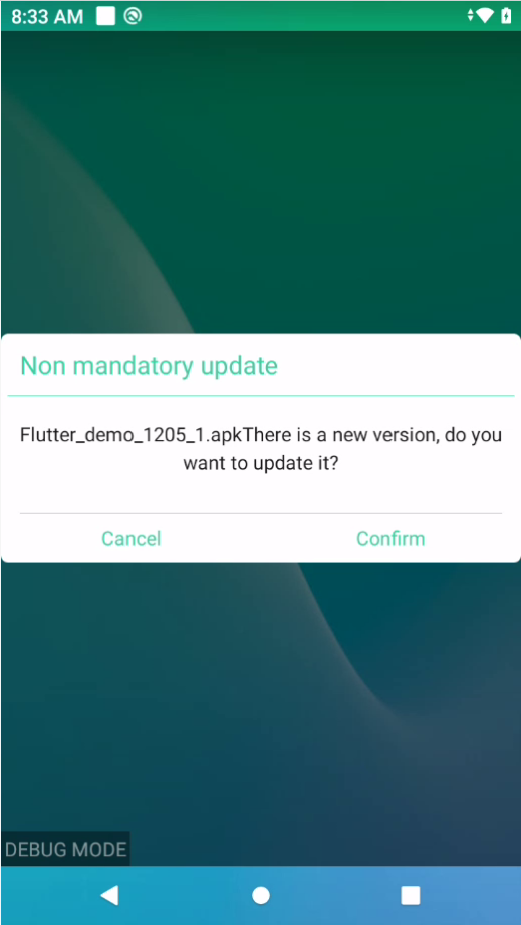 8:33 AM
Non mandatory update
Flutter_demo_1205_1.apkThere is a new version, do you
want to update it?
Cancel
Confirm
DEBUG MODE